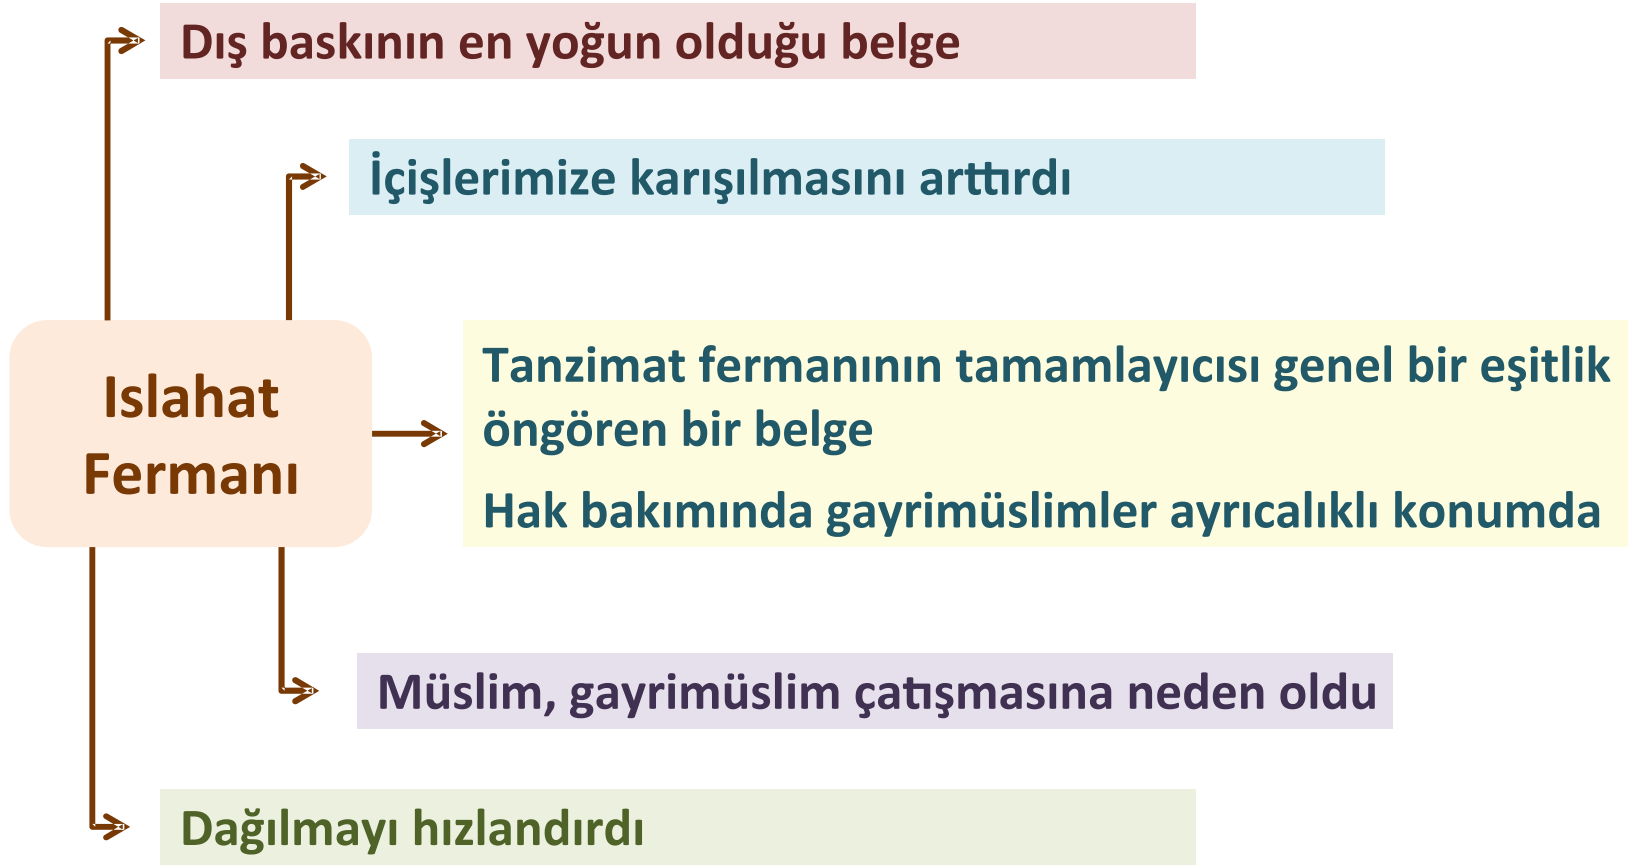 Dış baskının en yoğun olduğu belge
İçişlerimize karışılmasını arttırdı
Islahat
Fermanı
Tanzimat fermanının tamamlayıcısı genel bir eşitlik
öngören bir belge
Hak bakımında gayrimüslimler ayrıcalıklı konumda
Müslim, gayrimüslim çatışmasına neden oldu
Dağılmayı hızlandırdı